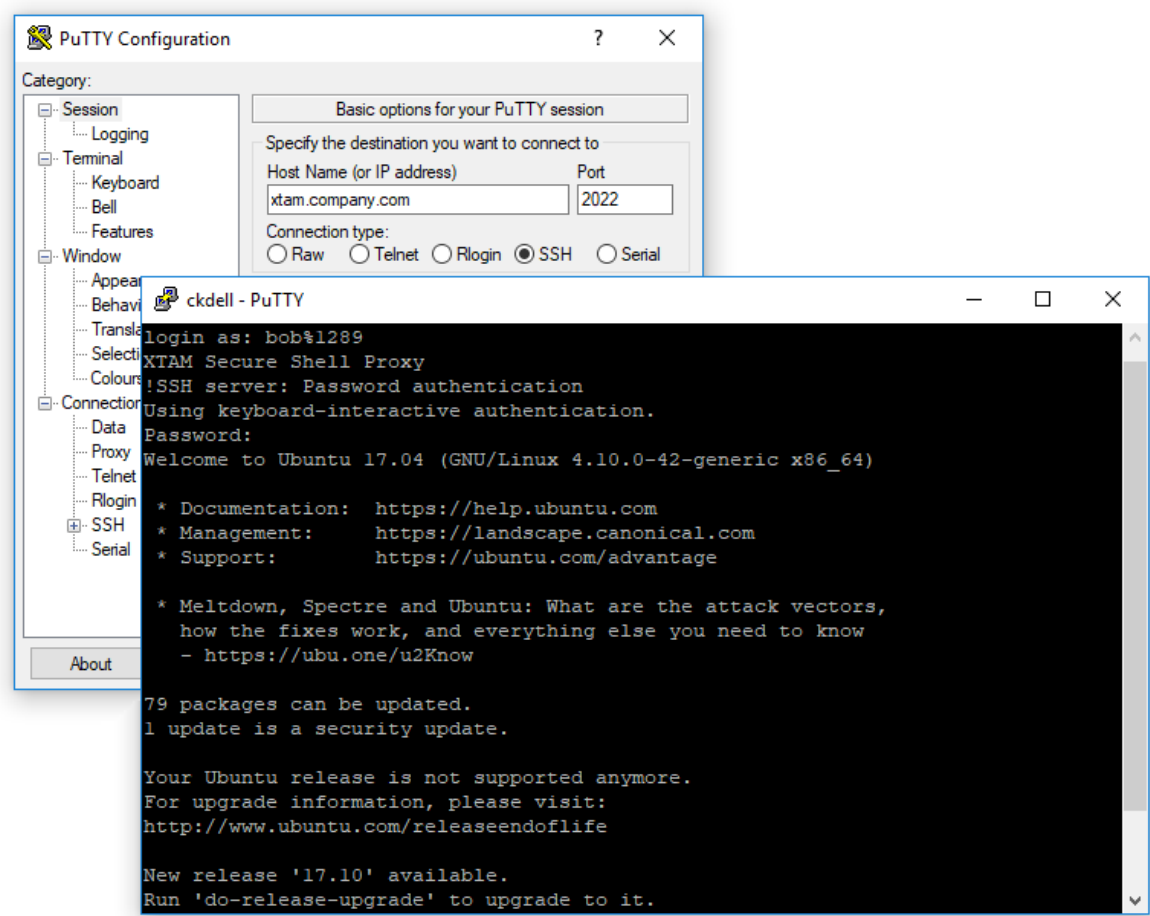 PuTTY Configuration
?
Category:
Session
Logging
Terminal
Keyboard
Bell
Features
Window
Appear
Behavi
Transla
Selecti
Colours
Connection
Data
Proxy
Telnet
Rlogin
SSH
Serial
About
Basic options for your PuTTY session
Specify the destination you want to connect to
Host Name (or IP address) Port
xtam.company.com 2022
Connection type:
Raw Telnet Rlogin SSH Serial
ckdell - PuTTY
login as: bob%1289
XTAM Secure Shell Proxy
!SSH server: Password authentication
Using keyboard-interactive authentication.
Password:
Welcome to Ubuntu 17.04 (GNU/Linux 4.10.0-42-generic x86_64)
* Documentation: https://help.ubuntu.com
* Management: https://landscape.canonical.com
* Support: https://ubuntu.com/advantage
* Meltdown, Spectre and Ubuntu: What are the attack vectors,
how the fixes work, and everything else you need to know
- https://ubu.one/u2Know
79 packages can be updated.
1 update is a security update.
Your Ubuntu release is not supported anymore.
For upgrade information, please visit:
http://www.ubuntu.com/releaseendoflife
New release '17.10' available.
Run 'do-release-upgrade' to upgrade to it.